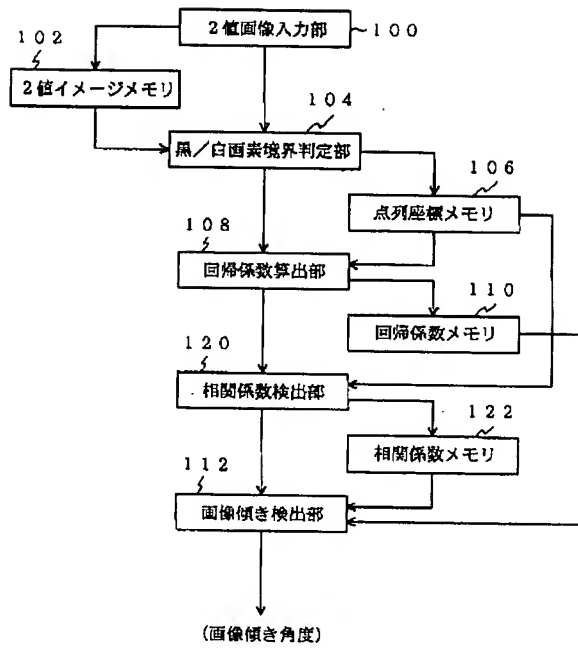 2値画像入力部
100
102
2値イメージメモリ
104
黒/白画素境界判定部
106
点列座標メモリ
108
回帰係数算出部
110
回帰係数メモリ
120
相関係数検出部
122
相関係数メモリ
112
画像傾き検出部
(画像傾き角度)